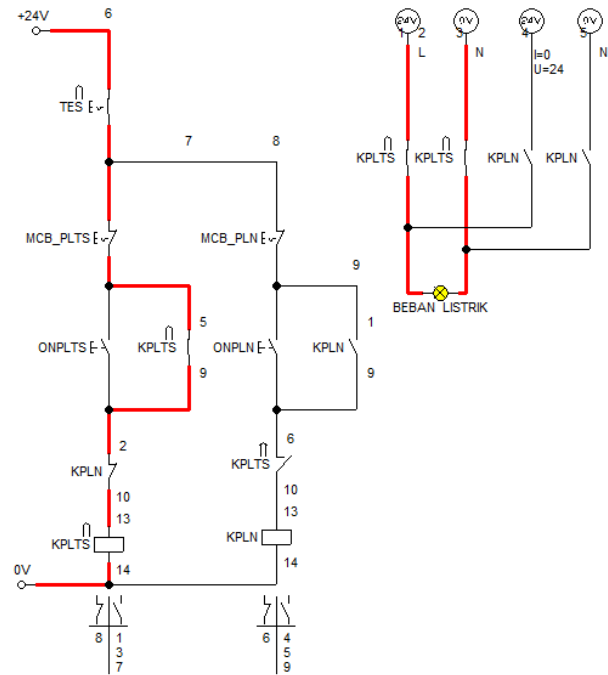 +24V
6
24V
0V
24V
0V
1
2
3
4
5
L
N
I=0
U=24
N
TES
7
8
KPLTS
KPLTS
KPLN
KPLN
MCB_PLTS
MCB_PLN
9
BEBAN LISTRIK
5
1
ONPLTS
KPLTS
ONPLN
KPLN
9
9
2
6
KPLN
KPLTS
10
10
13
13
KPLTS
KPLN
0V
14
14
8
1
6
4
3
5
7
9